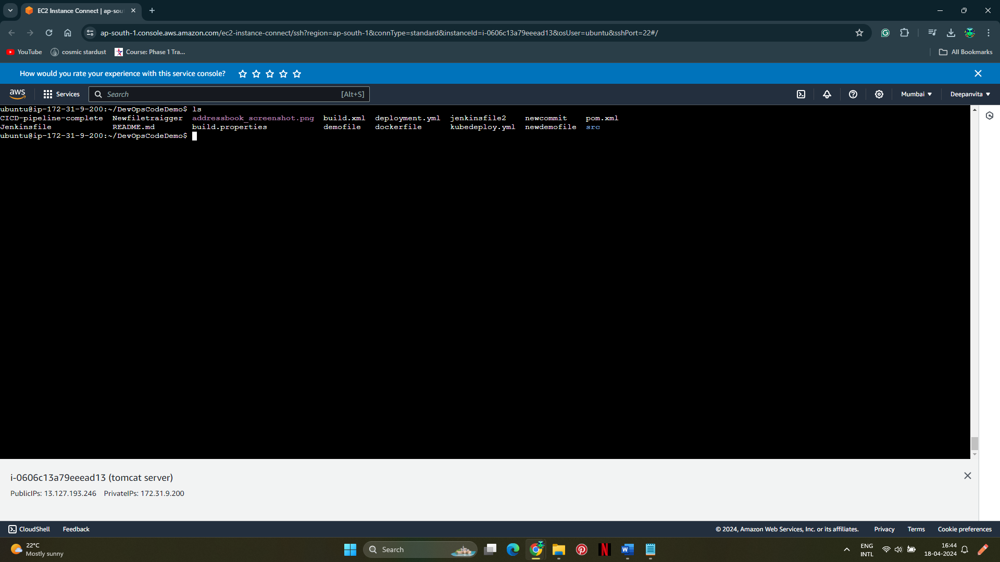 EC2 Instance Connect | ap-sou
ap-south-1.console.aws.amazon.com/ec2-instance-connect/ssh?region=ap-south-1&connType=standard&instanceId=i-0606c13a79eeead13&osUser=ubuntu&sshPort=22#/
YouTube cosmic stardust Course: Phase 1 Tra... All Bookmarks
How would you rate your experience with this service console?
aws Services Search [Alt+S] Mumbai Deepanvita
ubuntu@ip-172-31-9-200:~/DevOpsCodeDemo$ ls
CICD-pipeline-complete Newfiletraigger addressbook_screenshot.png build.xml deployment.yml jenkinsfile2 newcommit pom.xml
Jenkinsfile README.md build.properties demofile dockerfile kubedeploy.yml newdemofile src
ubuntu@ip-172-31-9-200:~/DevOpsCodeDemo$
i-0606c13a79eeead13 (tomcat server)
PublicIPs: 13.127.193.246 PrivateIPs: 172.31.9.200
CloudShell Feedback © 2024, Amazon Web Services, Inc. or its affiliates. Privacy Terms Cookie preferences
22°C
Mostly sunny
Search
ENG
INTL
16:44
18-04-2024